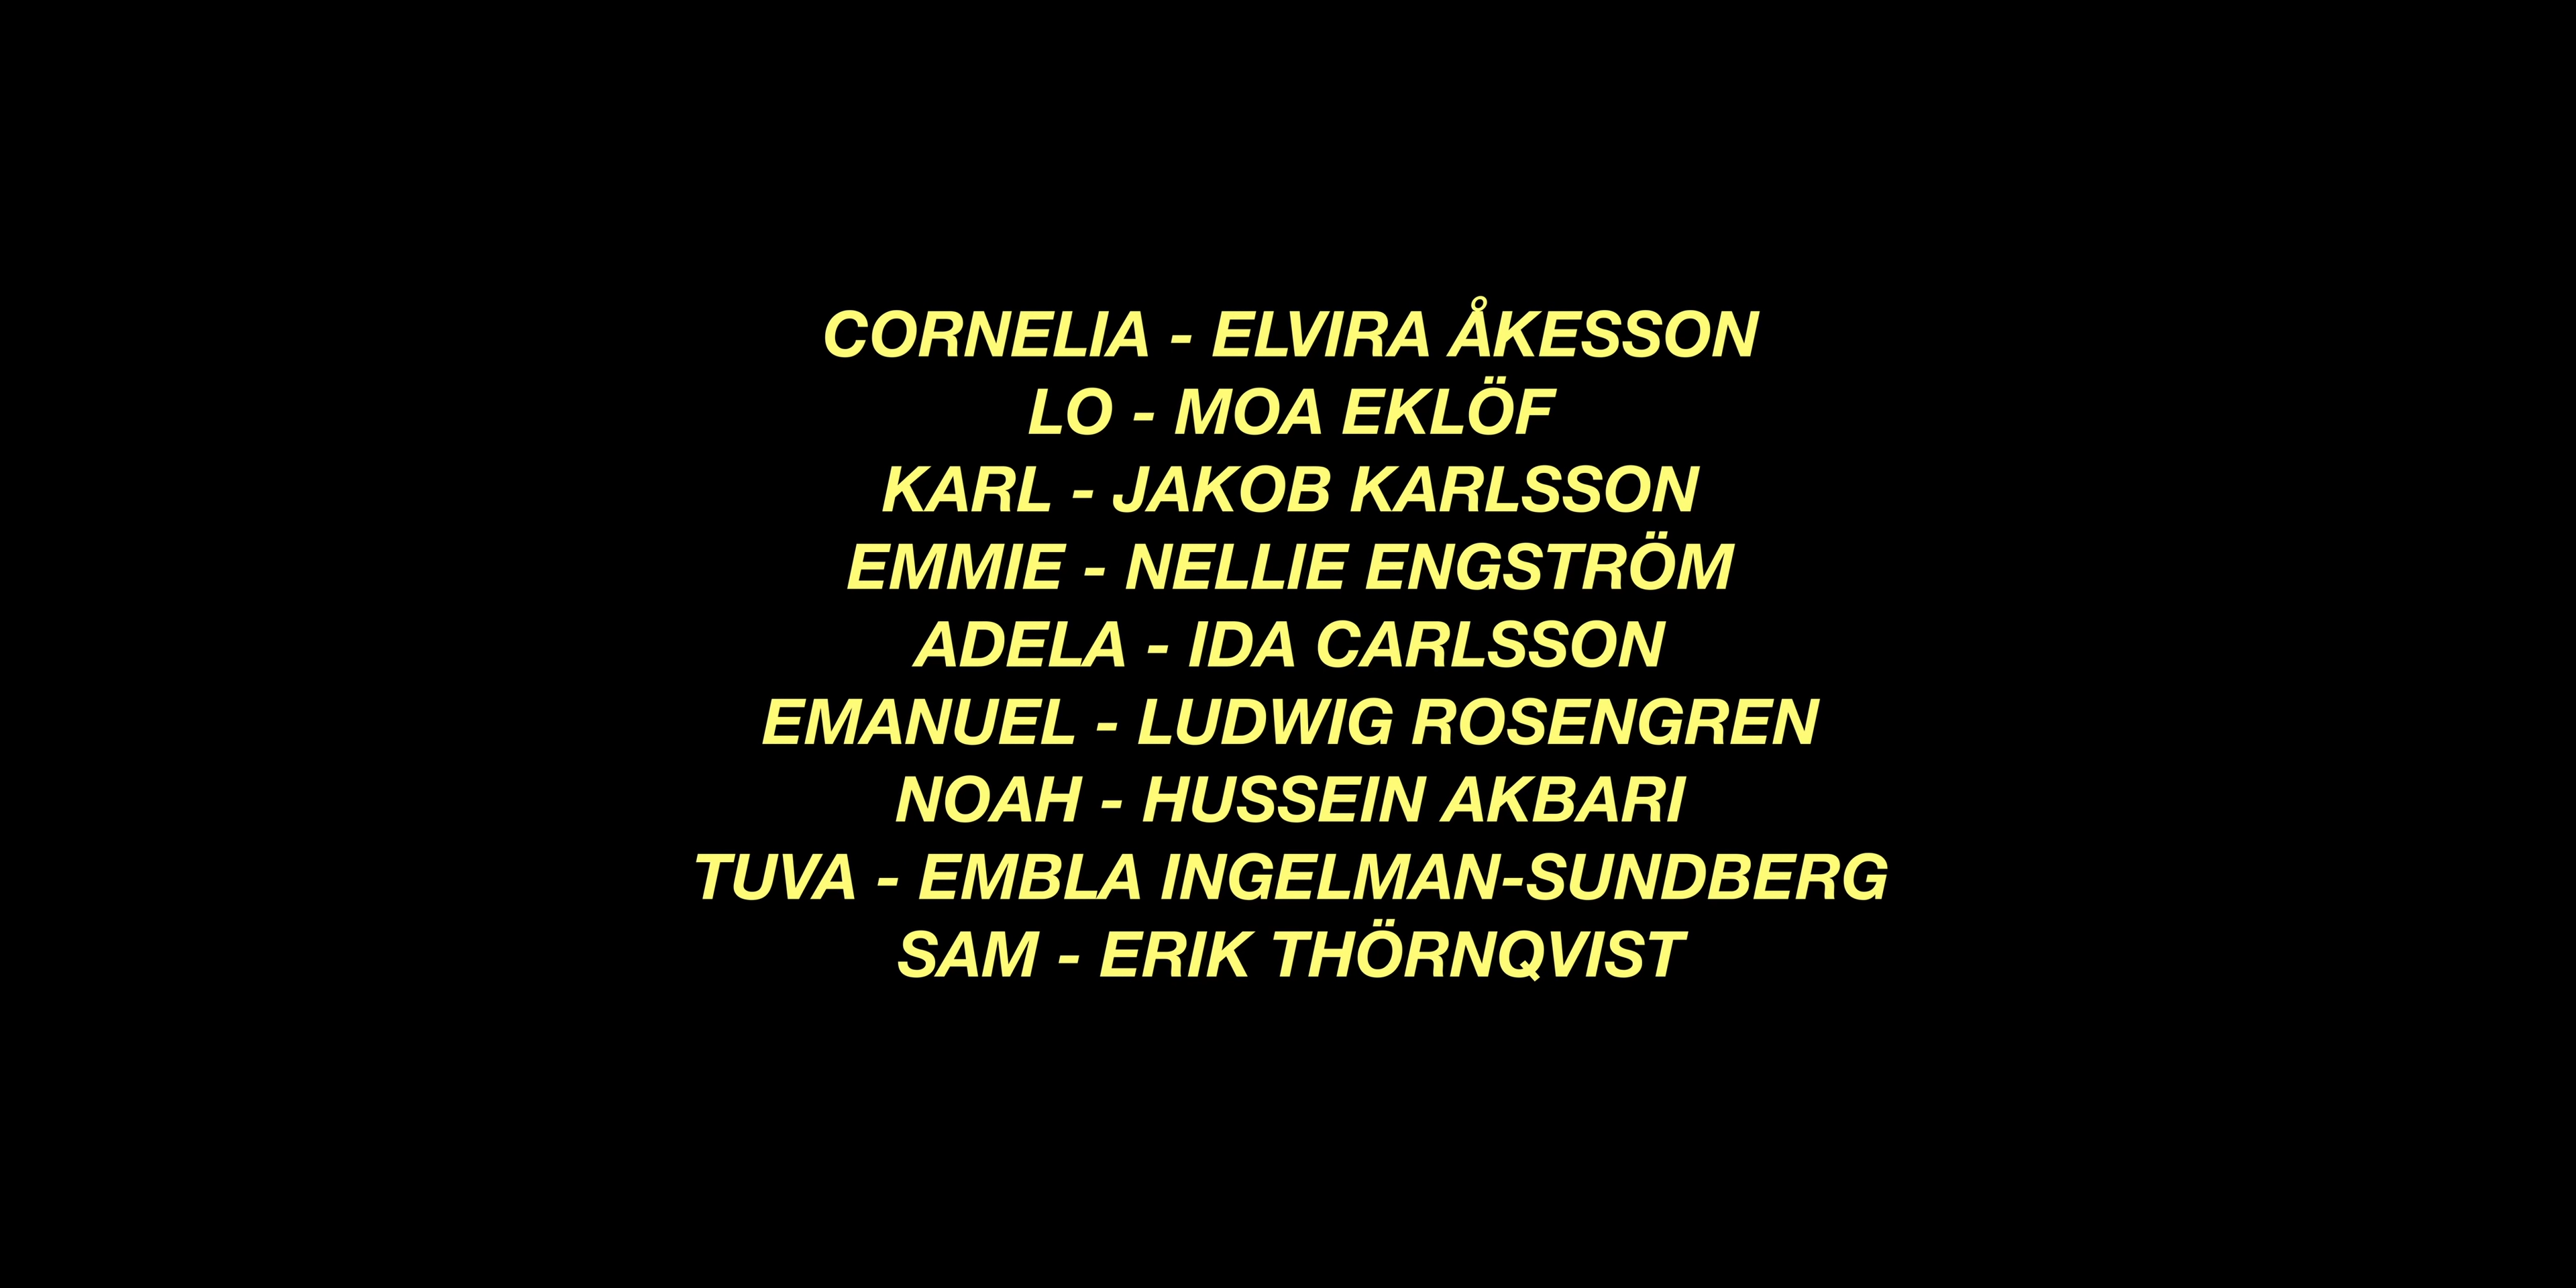 CORNELIA - ELVIRA ÅKESSON
LO - MOA EKLÖF
KARL - JAKOB KARLSSON
EMMIE - NELLIE ENGSTRÖM
ADELA - IDA CARLSSON
EMANUEL - LUDWIG ROSENGREN
NOAH - HUSSEIN AKBARI
TUVA - EMBLA INGELMAN-SUNDBERG
SAM - ERIK THÖRNQVIST